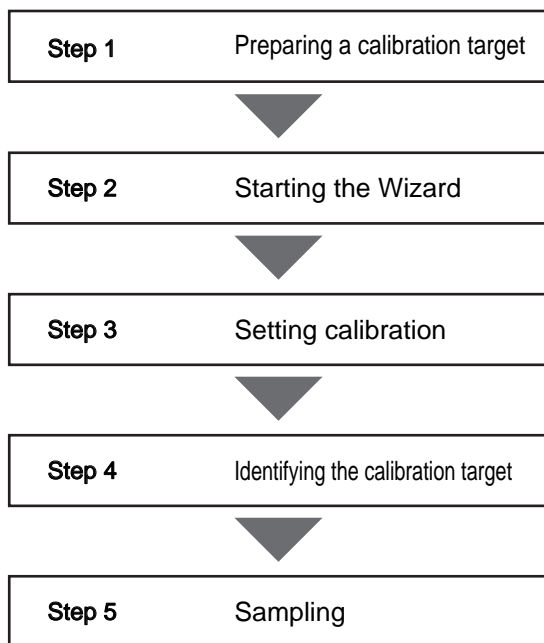 Step 1 Preparing a calibration target
Step 2 Starting the Wizard
Step 3 Setting calibration
Step 4 Identifying the calibration target
Step 5 Sampling